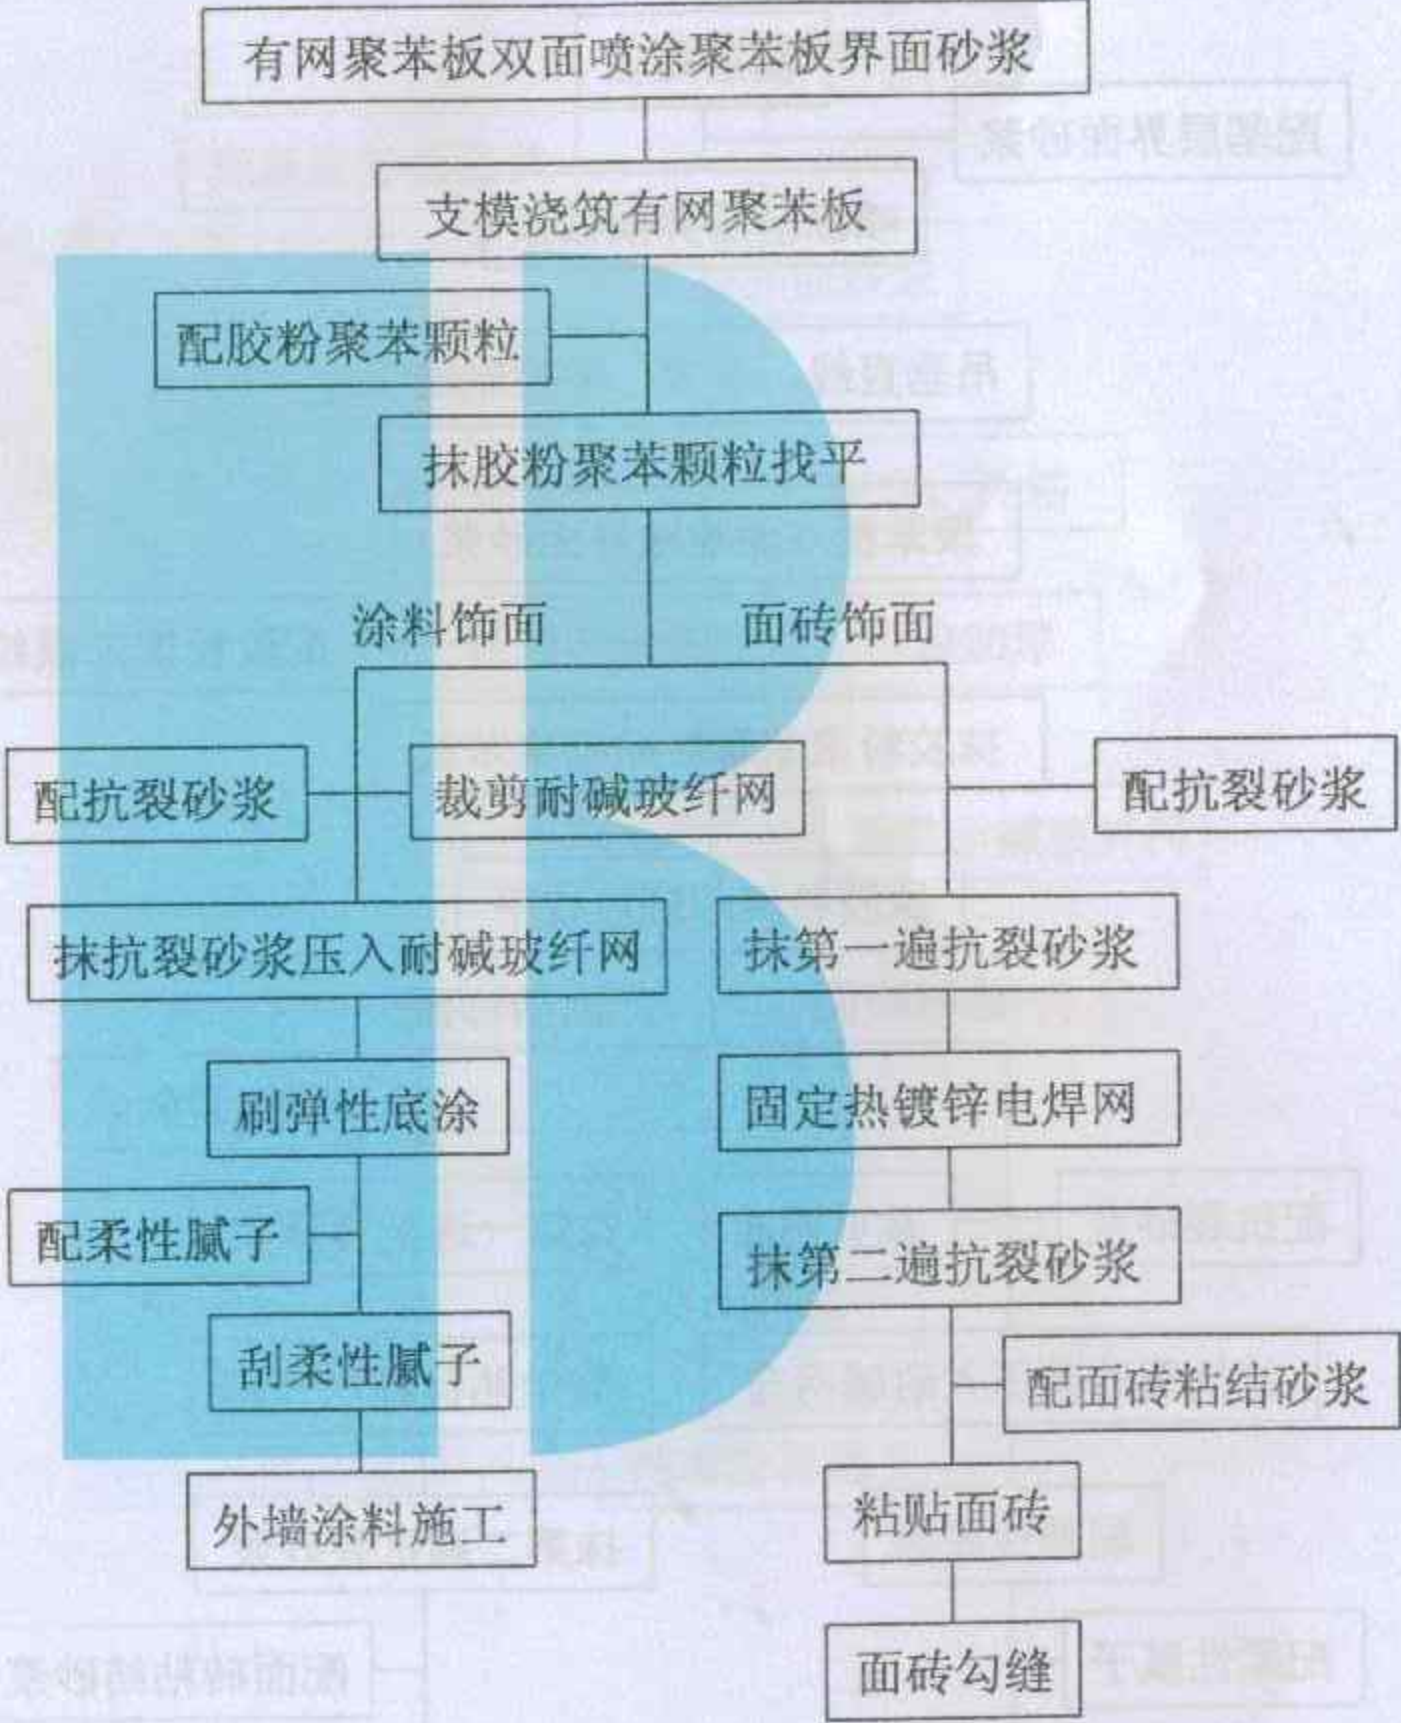 有网聚苯板双面喷涂聚苯板界面砂浆
支模浇筑有网聚苯板
配胶粉聚苯颗粒
抹胶粉聚苯颗粒找平
涂料饰面
面砖饰面
配抗裂砂浆
裁剪耐碱玻纤网
配抗裂砂浆
抹抗裂砂浆压入耐碱玻纤网
抹第一遍抗裂砂浆
刷弹性底涂
固定热镀锌电焊网
配柔性腻子
抹第二遍抗裂砂浆
刮柔性腻子
配面砖粘结砂浆
外墙涂料施工
粘贴面砖
面砖勾缝